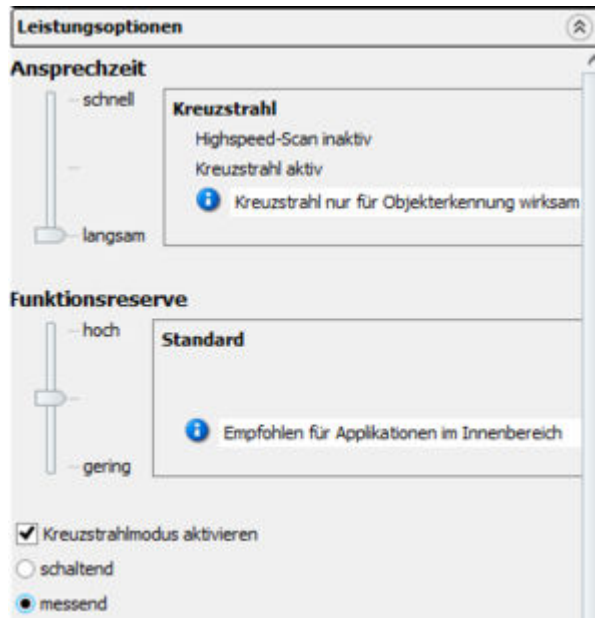 Leistungsoptionen
Ansprechzeit
schnell
Kreuzstrahl
Highspeed-Scan inaktiv
Kreuzstrahl aktiv
Kreuzstrahl nur für Objekterkennung wirksam
langsam
Funktionsreserve
hoch
Standard
Empfohlen für Applikationen im Innenbereich
gering
Kreuzstrahlmodus aktivieren
schaltend
messend